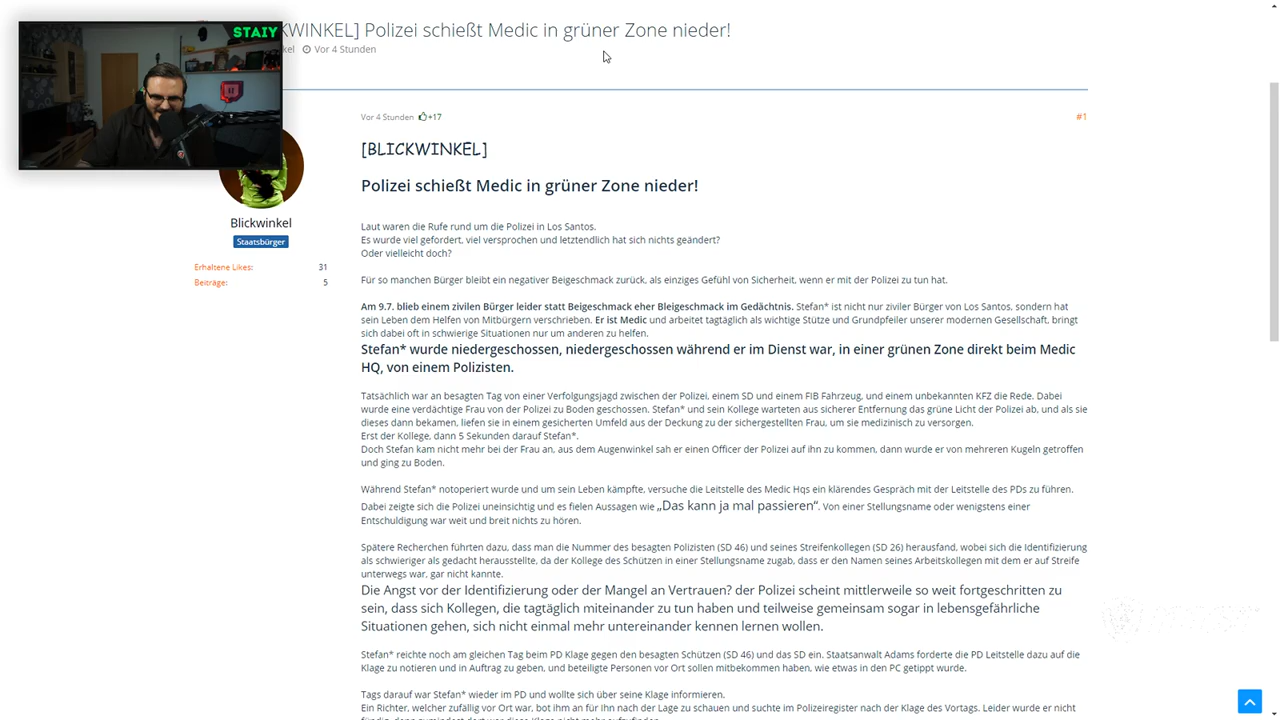 STAIY
KWINKEL] Polizei schießt Medic in grüner Zone nieder!
kel Vor 4 Stunden
Vor 4 Stunden +17
#1
[BLICKWINKEL]
Polizei schießt Medic in grüner Zone nieder!
Blickwinkel
Staatsbürger
Erhaltene Likes: 31
Beiträge: 5
Laut waren die Rufe rund um die Polizei in Los Santos.
Es wurde viel gefordert, viel versprochen und letztendlich hat sich nichts geändert?
Oder vielleicht doch?
Für so manchen Bürger bleibt ein negativer Beigeschmack zurück, als einziges Gefühl von Sicherheit, wenn er mit der Polizei zu tun hat.
Am 9.7. blieb einem zivilen Bürger leider statt Beigeschmack eher Bleigeschmack im Gedächtnis. Stefan* ist nicht nur ziviler Bürger von Los Santos, sondern hat
sein Leben dem Helfen von Mitbürgern verschrieben. Er ist Medic und arbeitet tagtäglich als wichtige Stütze und Grundpfeiler unserer modernen Gesellschaft, bringt
sich dabei oft in schwierige Situationen nur um anderen zu helfen.
Stefan* wurde niedergeschossen, niedergeschossen während er im Dienst war, in einer grünen Zone direkt beim Medic
HQ, von einem Polizisten.
Tatsächlich war an besagten Tag von einer Verfolgungsjagd zwischen der Polizei, einem SD und einem FIB Fahrzeug, und einem unbekannten KFZ die Rede. Dabei
wurde eine verdächtige Frau von der Polizei zu Boden geschossen. Stefan* und sein Kollege warteten aus sicherer Entfernung das grüne Licht der Polizei ab, und als sie
dieses dann bekamen, liefen sie in einem gesicherten Umfeld aus der Deckung zu der sichergestellten Frau, um sie medizinisch zu versorgen.
Erst der Kollege, dann 5 Sekunden darauf Stefan*.
Doch Stefan kam nicht mehr bei der Frau an, aus dem Augenwinkel sah er einen Officer der Polizei auf ihn zu kommen, dann wurde er von mehreren Kugeln getroffen
und ging zu Boden.
Während Stefan* notoperiert wurde und um sein Leben kämpfte, versuche die Leitstelle des Medic Hqs ein klärendes Gespräch mit der Leitstelle des PDs zu führen.
Dabei zeigte sich die Polizei uneinsichtig und es fielen Aussagen wie „Das kann ja mal passieren“. Von einer Stellungsname oder wenigstens einer
Entschuldigung war weit und breit nichts zu hören.
Spätere Recherchen führten dazu, dass man die Nummer des besagten Polizisten (SD 46) und seines Streifenkollegen (SD 26) herausfand, wobei sich die Identifizierung
als schwieriger als gedacht herausstellte, da der Kollege des Schützen in einer Stellungsname zugab, dass er den Namen seines Arbeitskollegen mit dem er auf Streife
unterwegs war, gar nicht kannte.
Die Angst vor der Identifizierung oder der Mangel an Vertrauen? der Polizei scheint mittlerweile so weit fortgeschritten zu
sein, dass sich Kollegen, die tagtäglich miteinander zu tun haben und teilweise gemeinsam sogar in lebensgefährliche
Situationen gehen, sich nicht einmal mehr untereinander kennen lernen wollen.
Stefan* reichte noch am gleichen Tag beim PD Klage gegen den besagten Schützen (SD 46) und das SD ein. Staatsanwalt Adams forderte die PD Leitstelle dazu auf die
Klage zu notieren und in Auftrag zu geben, und beteiligte Personen vor Ort sollen mitbekommen haben, wie etwas in den PC getippt wurde.
Tags darauf war Stefan* wieder im PD und wollte sich über seine Klage informieren.
Ein Richter, welcher zufällig vor Ort war, bot ihm an für ihn nach der Lage zu schauen und suchte im Polizeiregister nach der Klage des Vortags. Leider wurde er nicht